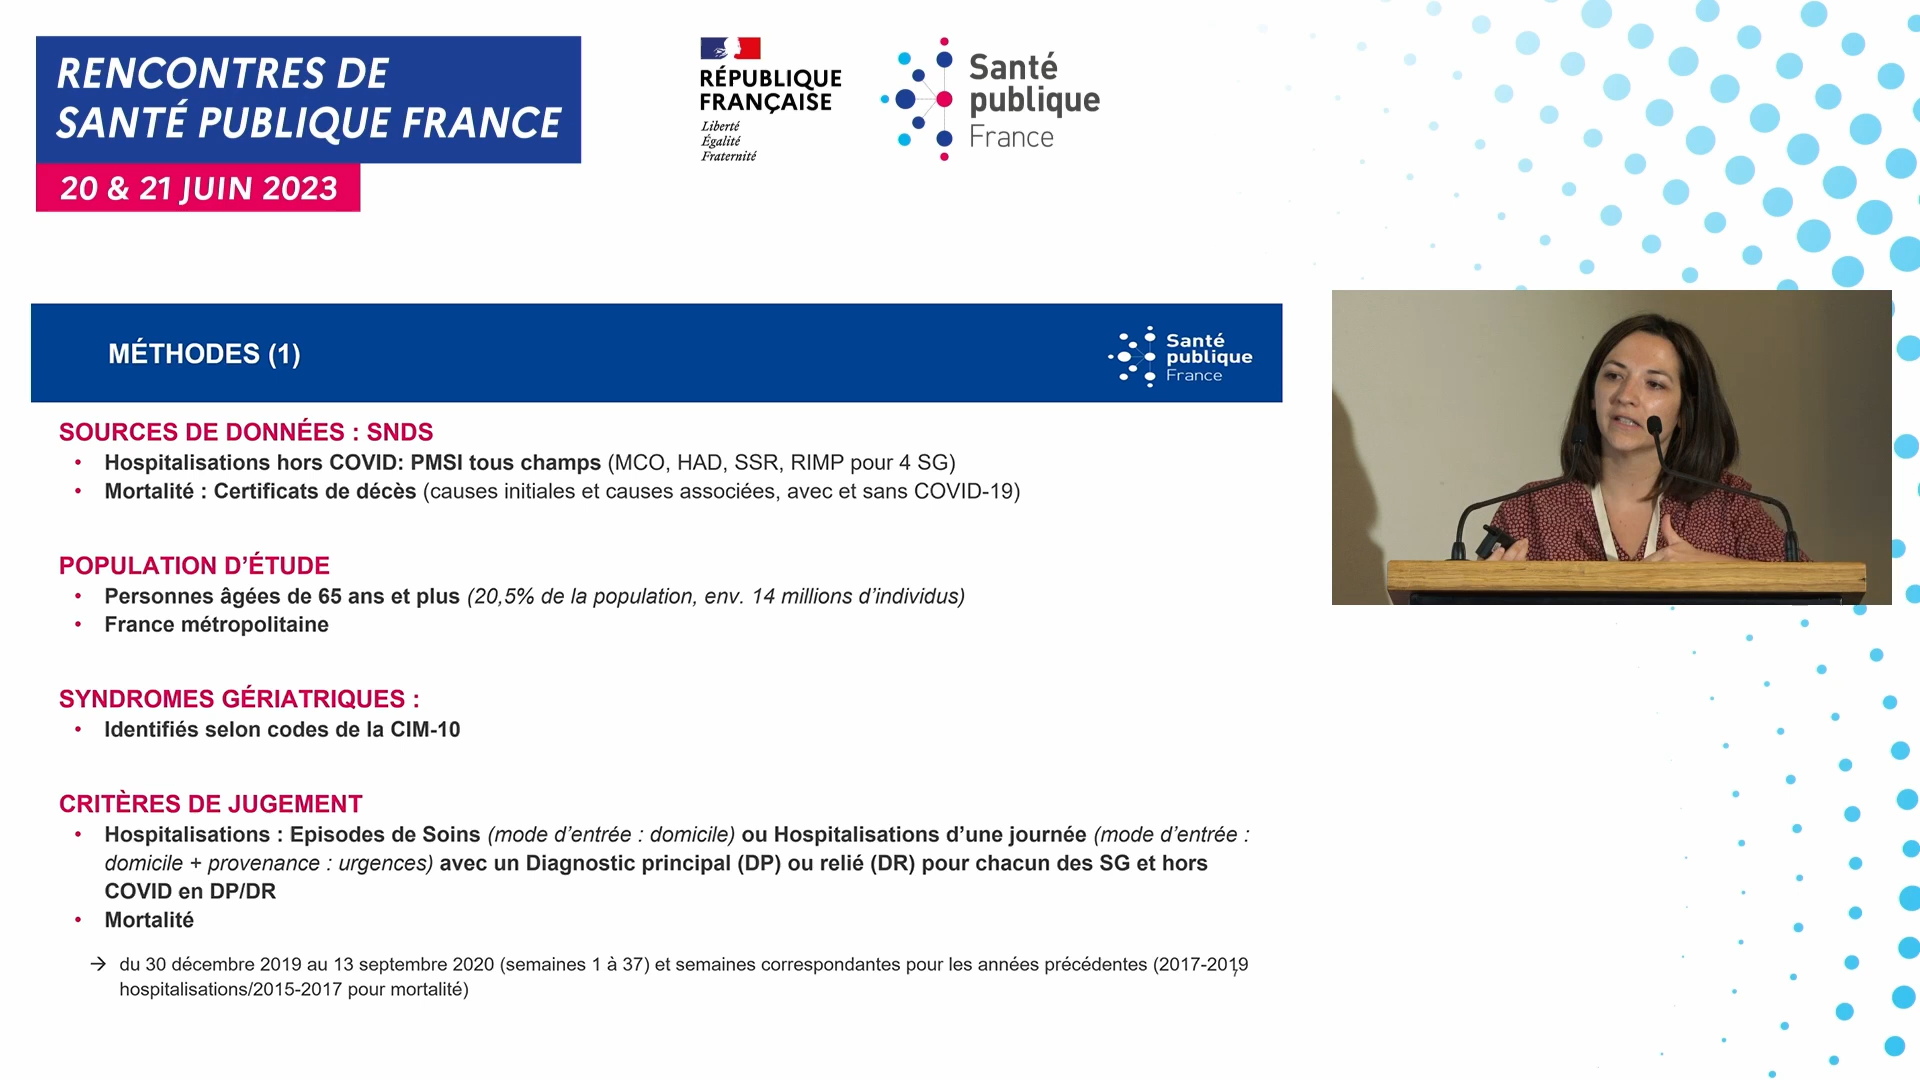 RENCONTRES DE
SANTÉ PUBLIQUE FRANCE
20 & 21 JUIN 2023
RÉPUBLIQUE
FRANÇAISE
Liberté
Égalité
Fraternité
Santé
publique
France
MÉTHODES (1)
Santé
publique
France
SOURCES DE DONNÉES : SNDS
• Hospitalisations hors COVID: PMSI tous champs (MCO, HAD, SSR, RIMP pour 4 SG)
• Mortalité : Certificats de décès (causes initiales et causes associées, avec et sans COVID-19)
POPULATION D’ÉTUDE
• Personnes âgées de 65 ans et plus (20,5% de la population, env. 14 millions d’individus)
• France métropolitaine
SYNDROMES GÉRIATRIQUES :
• Identifiés selon codes de la CIM-10
CRITÈRES DE JUGEMENT
• Hospitalisations : Episodes de Soins (mode d’entrée : domicile) ou Hospitalisations d’une journée (mode d’entrée :
domicile + provenance : urgences) avec un Diagnostic principal (DP) ou relié (DR) pour chacun des SG et hors
COVID en DP/DR
• Mortalité
→ du 30 décembre 2019 au 13 septembre 2020 (semaines 1 à 37) et semaines correspondantes pour les années précédentes (2017-2019
hospitalisations/2015-2017 pour mortalité)
7